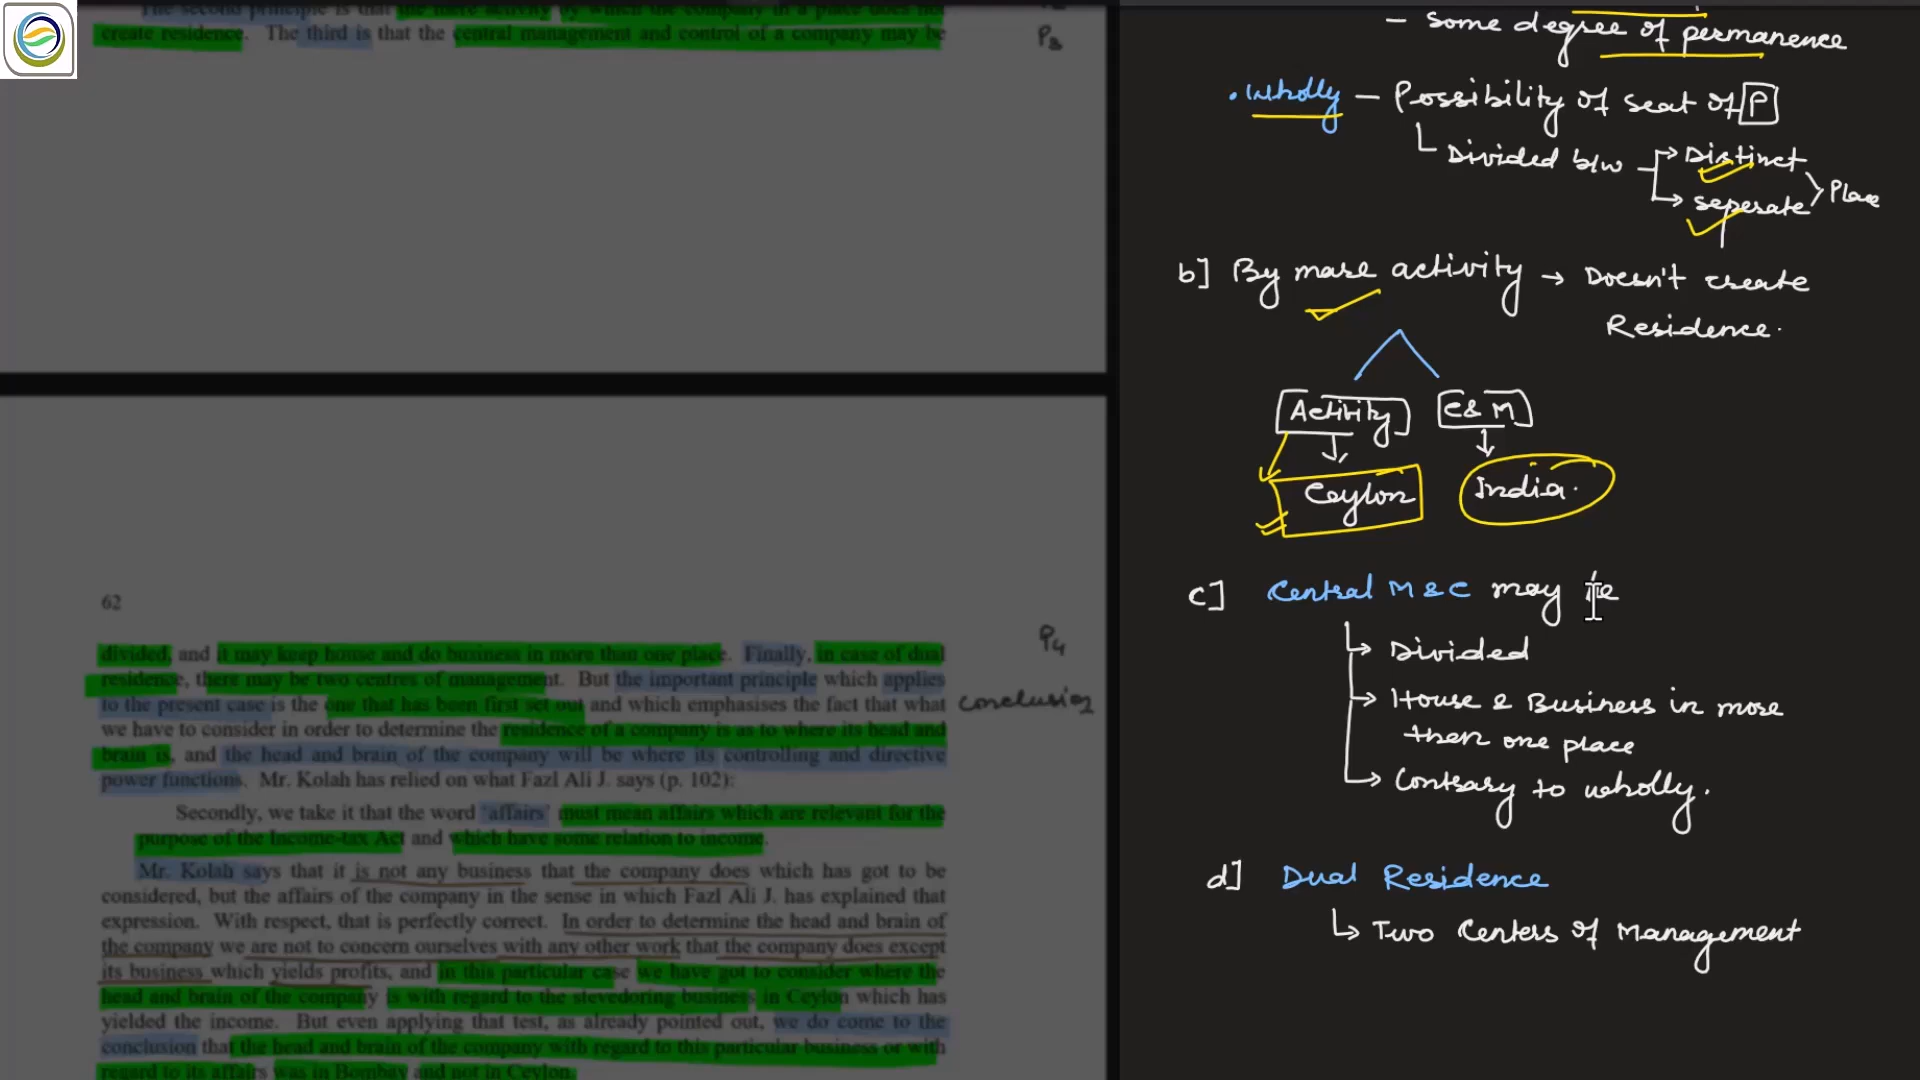 The second principle is that the mere activity by which the company in a place does not
create residence. The third is that the central management and control of a company may be
P3
62
divided, and it may keep house and do business in more than one place. Finally, in case of dual
residence, there may be two centres of management. But the important principle which applies
to the present case is the one that has been first set out and which emphasises the fact that what
we have to consider in order to determine the residence of a company is as to where its head and
brain is, and the head and brain of the company will be where its controlling and directive
power functions. Mr. Kolah has relied on what Fazl Ali J. says (p. 102):
P4
conclusion
Secondly, we take it that the word 'affairs' must mean affairs which are relevant for the
purpose of the Income-tax Act and which have some relation to income.
Mr. Kolah says that it is not any business that the company does which has got to be
considered, but the affairs of the company in the sense in which Fazl Ali J. has explained that
expression. With respect, that is perfectly correct. In order to determine the head and brain of
the company we are not to concern ourselves with any other work that the company does except
its business which yields profits, and in this particular case we have got to consider where the
head and brain of the company is with regard to the stevedoring business in Ceylon which has
yielded the income. But even applying that test, as already pointed out, we do come to the
conclusion that the head and brain of the company with regard to this particular business or with
regard to its affairs was in Bombay and not in Ceylon.
- Some degree of permanence
• Wholly - Possibility of seat of P
Divided b/w → Distinct
→ seperate
Place
b] By mare activity → Doesn't create
Residence.
Activity C & M
Ceylon India.
c] Central M & C may be
→ Divided
→ House & Business in more
then one place
→ Contrary to wholly.
d] Dual Residence
→ Two Centers of Management